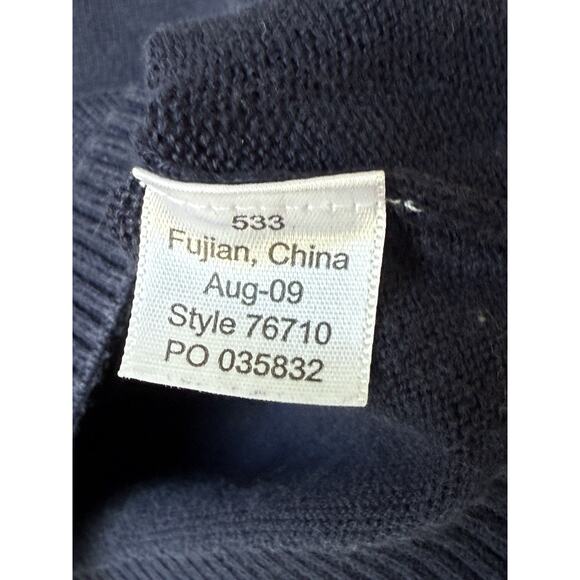 533
Fujian, China
Aug-09
Style 76710
PO 035832